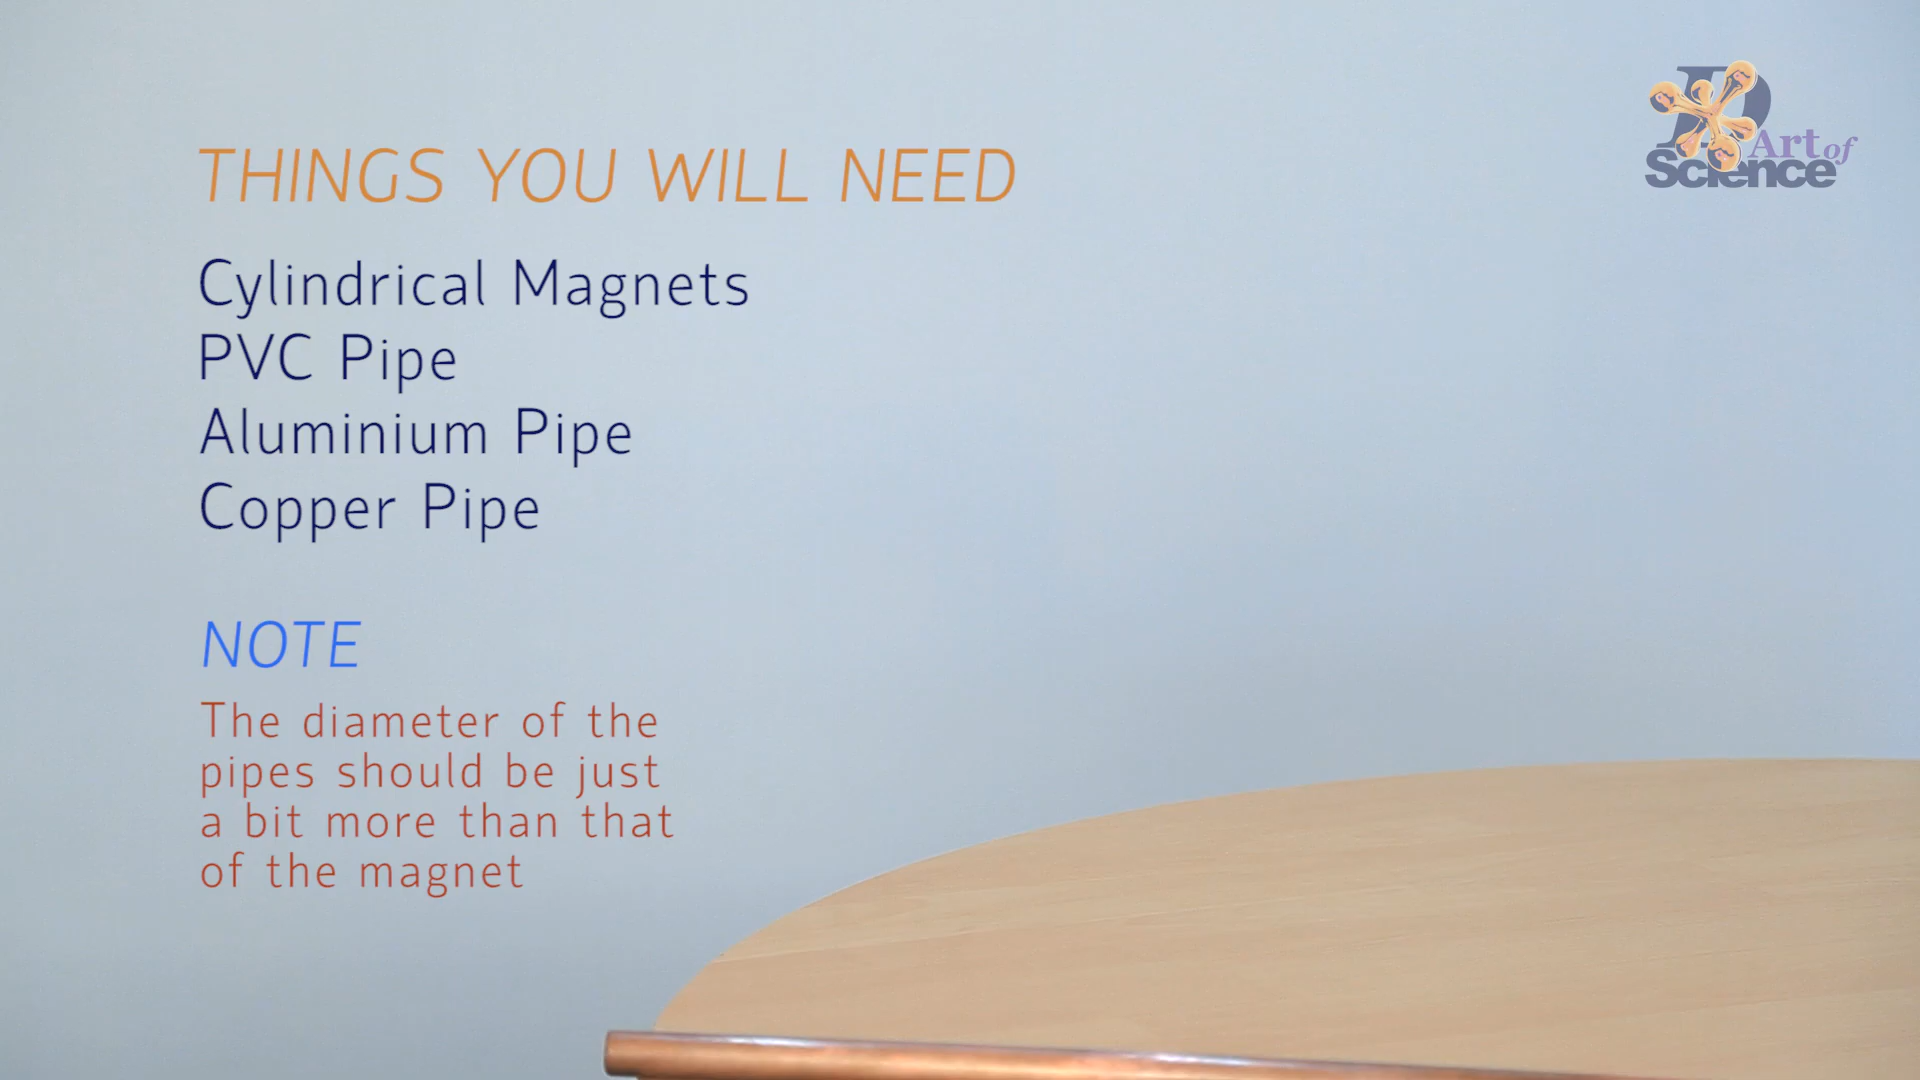 THINGS YOU WILL NEED
Cylindrical Magnets
PVC Pipe
Aluminium Pipe
Copper Pipe
NOTE
The diameter of the
pipes should be just
a bit more than that
of the magnet
D
Art of
Science